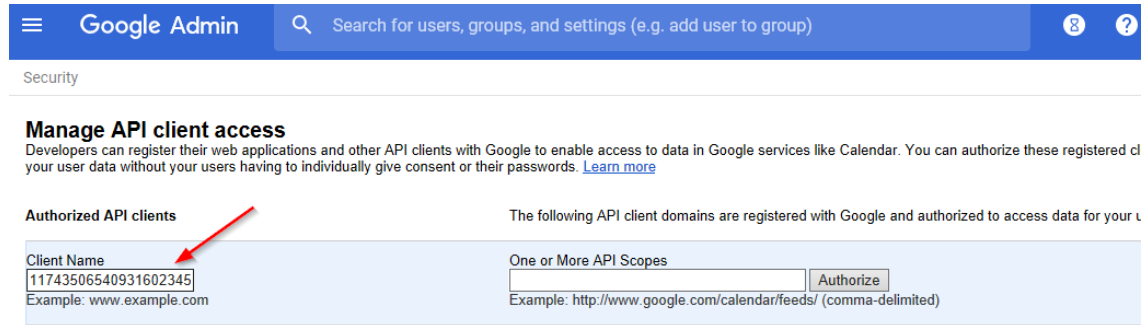 Google Admin
Search for users, groups, and settings (e.g. add user to group)
Security
Manage API client access
Developers can register their web applications and other API clients with Google to enable access to data in Google services like Calendar. You can authorize these registered cl
your user data without your users having to individually give consent or their passwords. Learn more
Authorized API clients
The following API client domains are registered with Google and authorized to access data for your u
Client Name
One or More API Scopes
11743506540931602345
Authorize
Example: www.example.com
Example: http://www.google.com/calendar/feeds/ (comma-delimited)